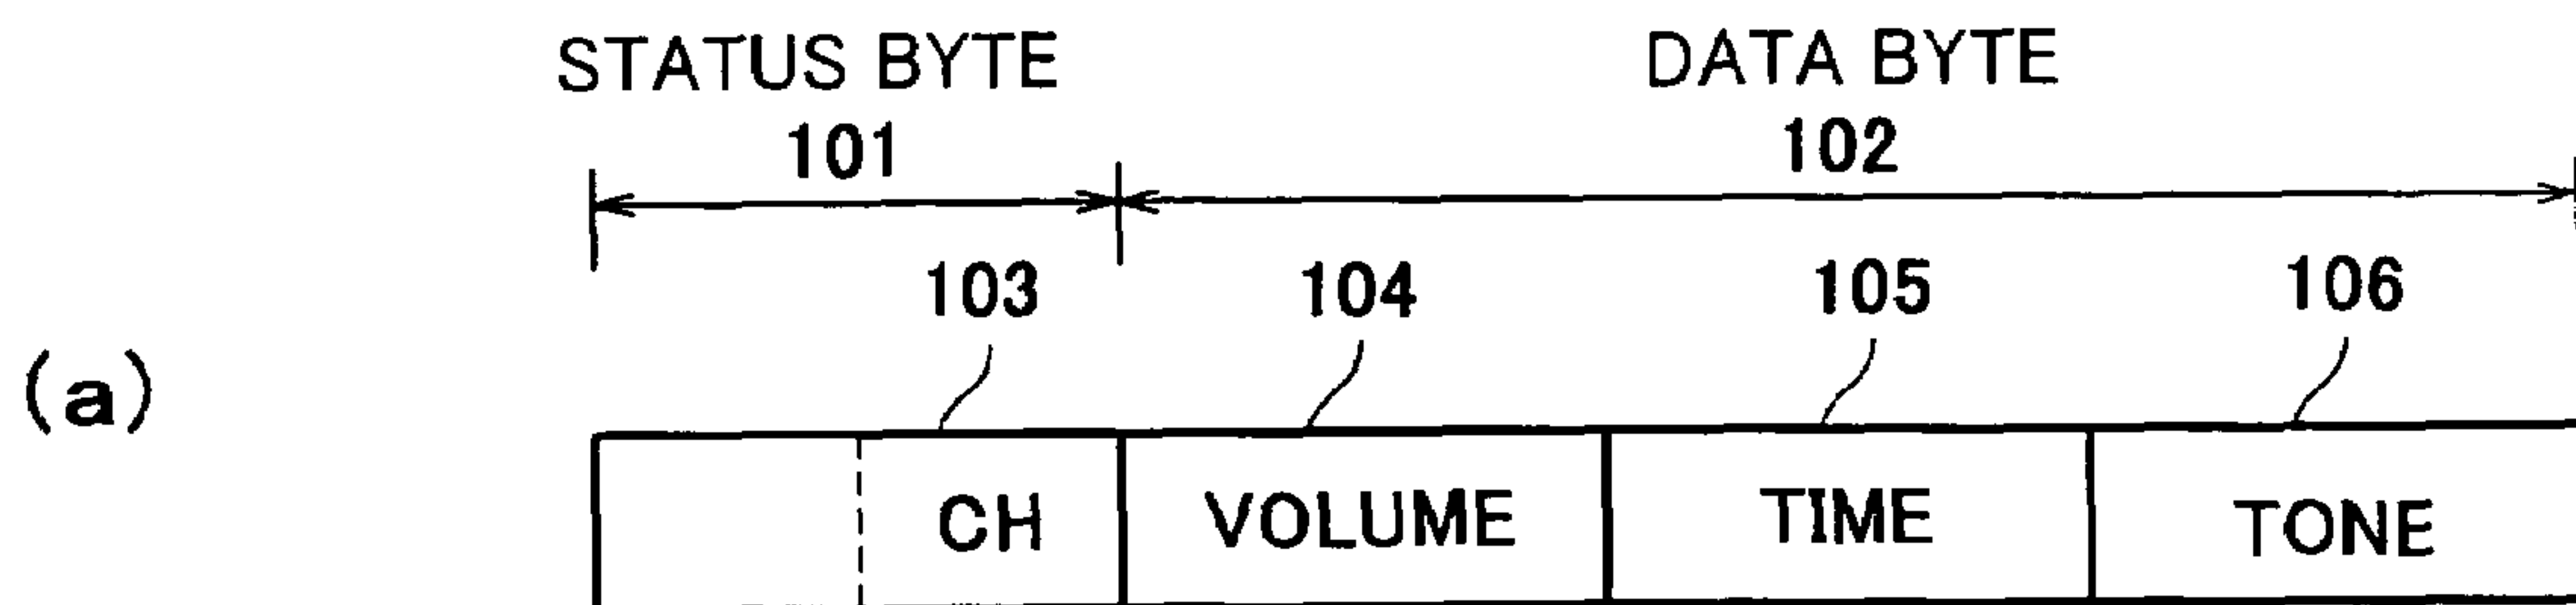 STATUS BYTE DATA BYTE
101 102
103 104 105 106
(a)
CH VOLUME TIME TONE